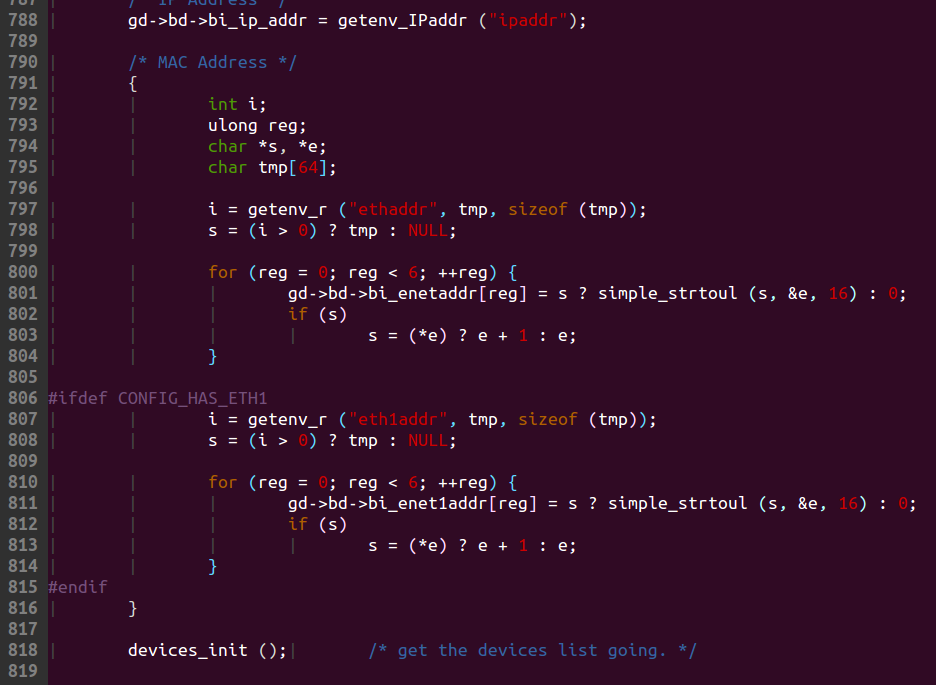 787 /* IP Address */
788 gd->bd->bi_ip_addr = getenv_IPaddr ("ipaddr");
789
790 /* MAC Address */
791 {
792 int i;
793 ulong reg;
794 char *s, *e;
795 char tmp[64];
796
797 i = getenv_r ("ethaddr", tmp, sizeof (tmp));
798 s = (i > 0) ? tmp : NULL;
799
800 for (reg = 0; reg < 6; ++reg) {
801 gd->bd->bi_enetaddr[reg] = s ? simple_strtoul (s, &e, 16) : 0;
802 if (s)
803 s = (*e) ? e + 1 : e;
804 }
805
806 #ifdef CONFIG_HAS_ETH1
807 i = getenv_r ("eth1addr", tmp, sizeof (tmp));
808 s = (i > 0) ? tmp : NULL;
809
810 for (reg = 0; reg < 6; ++reg) {
811 gd->bd->bi_enet1addr[reg] = s ? simple_strtoul (s, &e, 16) : 0;
812 if (s)
813 s = (*e) ? e + 1 : e;
814 }
815 #endif
816 }
817
818 devices_init (); /* get the devices list going. */
819